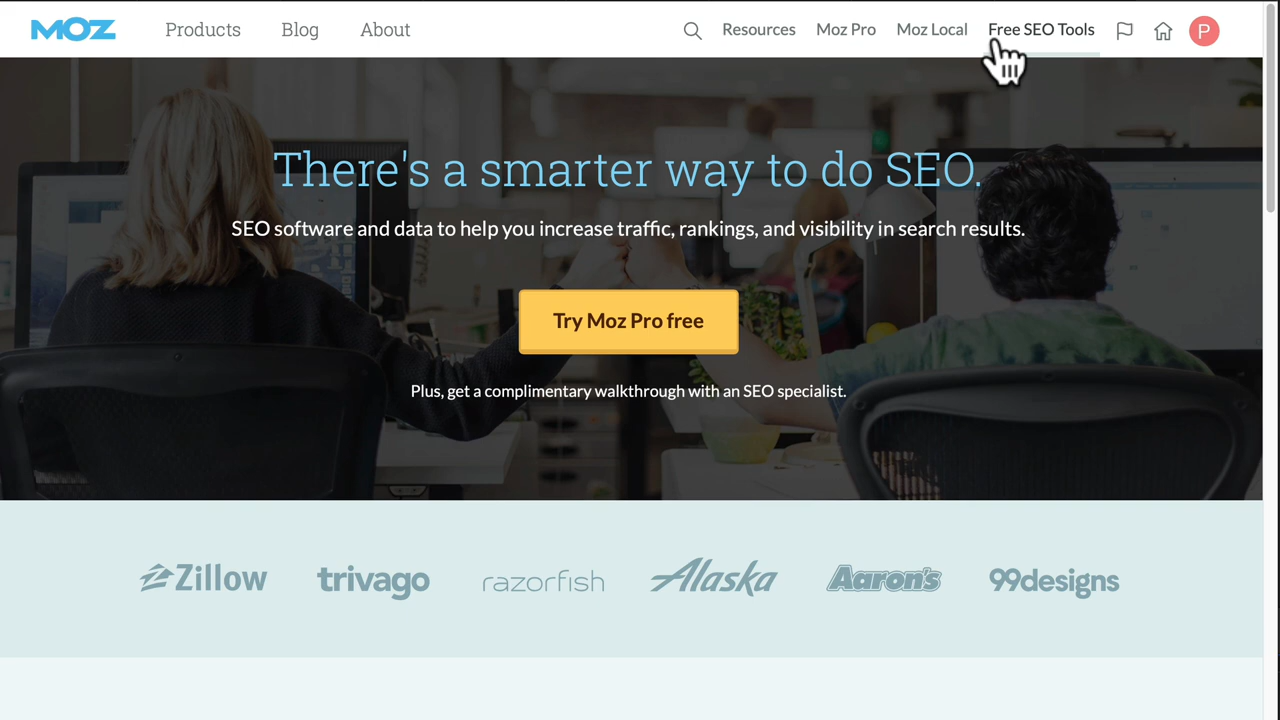 MOZ Products Blog About Resources Moz Pro Moz Local Free SEO Tools P
There's a smarter way to do SEO.
SEO software and data to help you increase traffic, rankings, and visibility in search results.
Try Moz Pro free
Plus, get a complimentary walkthrough with an SEO specialist.
Zillow trivago razorfish Alaska Aaron's 99designs